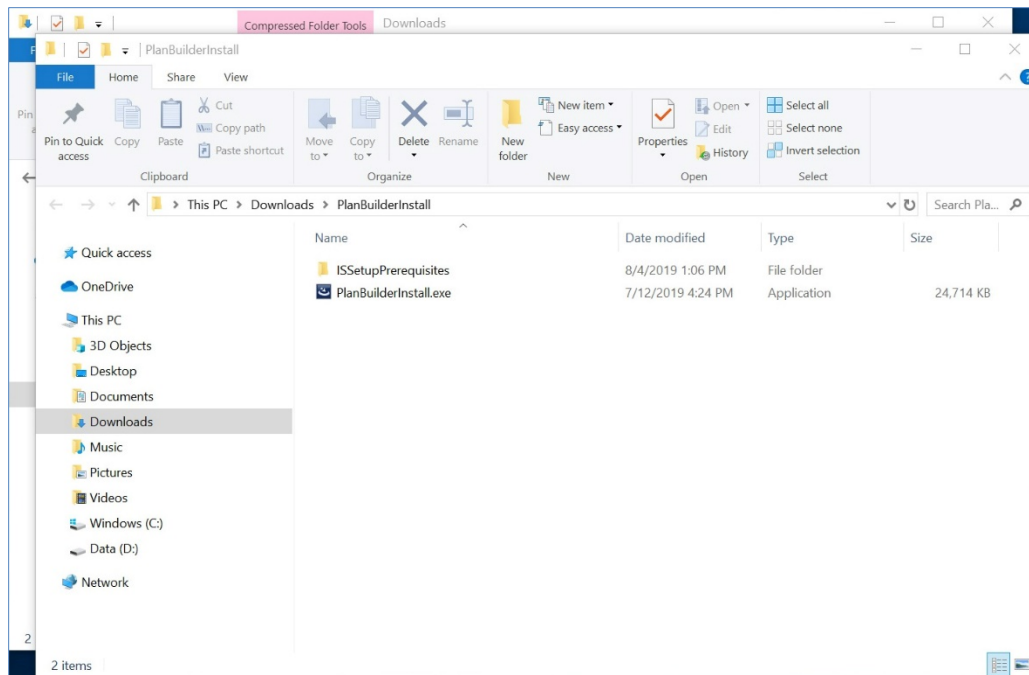 Compressed Folder Tools Downloads
PlanBuilderInstall
File Home Share View
Pin to Quick access
Copy
Paste
Cut
Copy path
Paste shortcut
Clipboard
Move to
Copy to
Delete
Rename
Organize
New folder
New item
Easy access
New
Properties
Open
Edit
History
Open
Select all
Select none
Invert selection
Select
This PC > Downloads > PlanBuilderInstall
Search Pla...
Name Date modified Type Size
ISSetupPrerequisites 8/4/2019 1:06 PM File folder
PlanBuilderInstall.exe 7/12/2019 4:24 PM Application 24,714 KB
Quick access
OneDrive
This PC
3D Objects
Desktop
Documents
Downloads
Music
Pictures
Videos
Windows (C:)
Data (D:)
Network
Pin
2
2 items